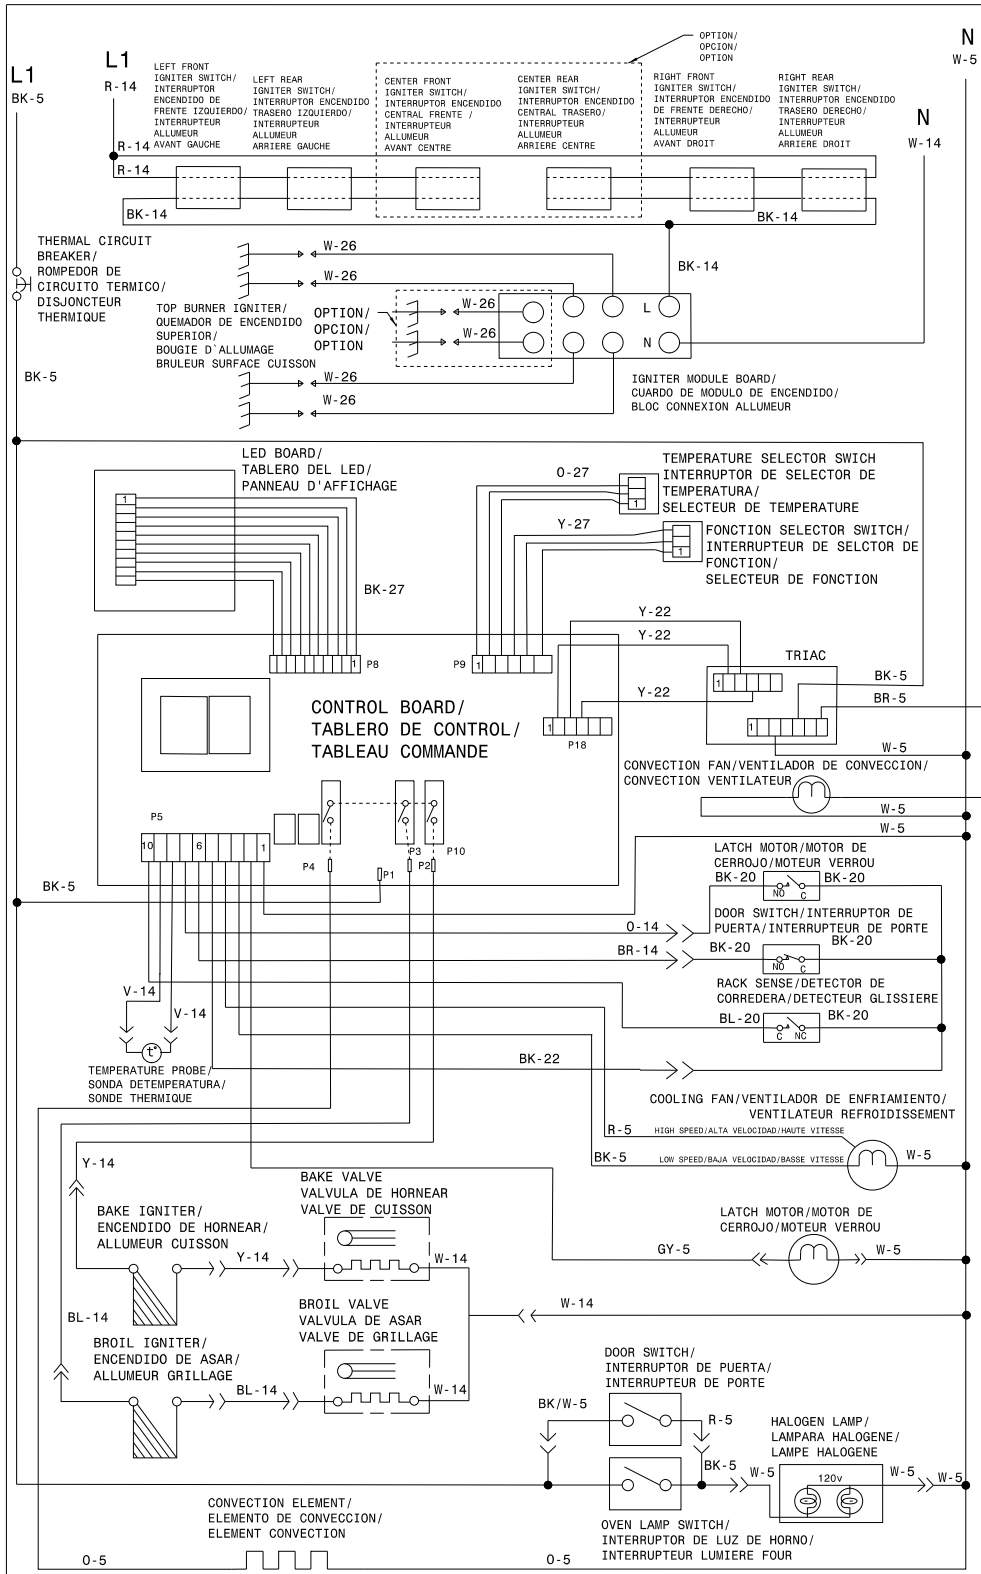 L1
BK-5
L1
R-14
N
W-5
N
W-14
OPTION/
OPCION/
OPTION
LEFT FRONT
IGNITER SWITCH/
INTERRUPTOR
ENCENDIDO DE
FRENTE IZQUIERDO/
INTERRUPTEUR
ALLUMEUR
AVANT GAUCHE
LEFT REAR
IGNITER SWITCH/
INTERRUPTOR ENCENDIDO
TRASERO IZQUIERDO/
INTERRUPTEUR
ALLUMEUR
ARRIERE GAUCHE
CENTER FRONT
IGNITER SWITCH/
INTERRUPTOR ENCENDIDO
CENTRAL FRENTE /
INTERRUPTEUR
ALLUMEUR
AVANT CENTRE
CENTER REAR
IGNITER SWITCH/
INTERRUPTOR ENCENDIDO
CENTRAL TRASERO/
INTERRUPTEUR
ALLUMEUR
ARRIERE CENTRE
RIGHT FRONT
IGNITER SWITCH/
INTERRUPTOR ENCENDIDO
DE FRENTE DERECHO/
INTERRUPTEUR
ALLUMEUR
AVANT DROIT
RIGHT REAR
IGNITER SWITCH/
INTERRUPTOR ENCENDIDO
TRASERO DERECHO/
INTERRUPTEUR
ALLUMEUR
ARRIERE DROIT
R-14
R-14
BK-14
BK-14
BK-14
THERMAL CIRCUIT
BREAKER/
ROMPEDOR DE
CIRCUITO TERMICO/
DISJONCTEUR
THERMIQUE
W-26
W-26
TOP BURNER IGNITER/
QUEMADOR DE ENCENDIDO
SUPERIOR/
BOUGIE D`ALLUMAGE
BRULEUR SURFACE CUISSON
OPTION/
OPCION/
OPTION
W-26
W-26
L
N
W-26
W-26
BK-5
IGNITER MODULE BOARD/
CUARDO DE MODULO DE ENCENDIDO/
BLOC CONNEXION ALLUMEUR
LED BOARD/
TABLERO DEL LED/
PANNEAU D'AFFICHAGE
1
BK-27
O-27
TEMPERATURE SELECTOR SWICH
INTERRUPTOR DE SELECTOR DE
TEMPERATURA/
SELECTEUR DE TEMPERATURE
1
Y-27
FONCTION SELECTOR SWITCH/
INTERRUPTEUR DE SELCTOR DE
FONCTION/
SELECTEUR DE FONCTION
1
Y-22
Y-22
Y-22
TRIAC
BK-5
BR-5
1
1
W-5
1
P8
P9
1
1
P18
CONTROL BOARD/
TABLERO DE CONTROL/
TABLEAU COMMANDE
CONVECTION FAN/VENTILADOR DE CONVECCION/
CONVECTION VENTILATEUR
W-5
W-5
P5
10
6
1
P4
P3
P2
P10
P1
BK-5
LATCH MOTOR/MOTOR DE
CERROJO/MOTEUR VERROU
BK-20
BK-20
NO
C
O-14
DOOR SWITCH/INTERRUPTOR DE
PUERTA/INTERRUPTEUR DE PORTE
BR-14
BK-20
BK-20
NO
C
RACK SENSE/DETECTOR DE
CORREDERA/DETECTEUR GLISSIERE
BL-20
BK-20
C
NC
V-14
V-14
t°
TEMPERATURE PROBE/
SONDA DETEMPERATURA/
SONDE THERMIQUE
BK-22
COOLING FAN/VENTILADOR DE ENFRIAMIENTO/
VENTILATEUR REFROIDISSEMENT
R-5
HIGH SPEED/ALTA VELOCIDAD/HAUTE VITESSE
BK-5
LOW SPEED/BAJA VELOCIDAD/BASSE VITESSE
W-5
Y-14
BAKE VALVE
VALVULA DE HORNEAR
VALVE DE CUISSON
BAKE IGNITER/
ENCENDIDO DE HORNEAR/
ALLUMEUR CUISSON
Y-14
W-14
LATCH MOTOR/MOTOR DE
CERROJO/MOTEUR VERROU
GY-5
W-5
BL-14
BROIL VALVE
VALVULA DE ASAR
VALVE DE GRILLAGE
W-14
BROIL IGNITER/
ENCENDIDO DE ASAR/
ALLUMEUR GRILLAGE
BL-14
W-14
DOOR SWITCH/
INTERRUPTOR DE PUERTA/
INTERRUPTEUR DE PORTE
BK/W-5
R-5
HALOGEN LAMP/
LAMPARA HALOGENE/
LAMPE HALOGENE
BK-5
W-5
120v
W-5
W-5
OVEN LAMP SWITCH/
INTERRUPTOR DE LUZ DE HORNO/
INTERRUPTEUR LUMIERE FOUR
CONVECTION ELEMENT/
ELEMENTO DE CONVECCION/
ELEMENT CONVECTION
O-5
O-5